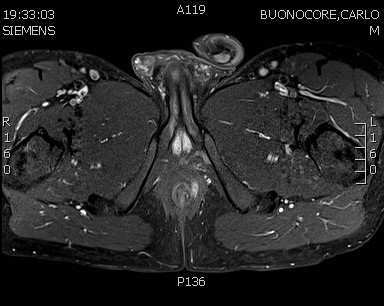 19:33:03
SIEMENS
A119
BUONOCORE,CARLO
M
R
1
6
0
L
1
6
0
P136